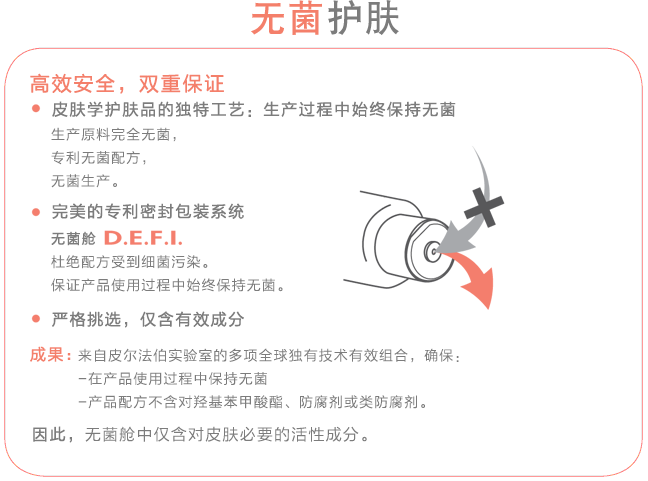 无菌护肤
高效安全，双重保证
皮肤学护肤品的独特工艺：生产过程中始终保持无菌
生产原料完全无菌，
专利无菌配方，
无菌生产。
完美的专利密封包装系统
无菌舱 D.E.F.I.
杜绝配方受到细菌污染。
保证产品使用过程中始终保持无菌。
严格挑选，仅含有效成分
成果：来自皮尔法伯实验室的多项全球独有技术有效组合，确保：
-在产品使用过程中保持无菌
-产品配方不含对羟基苯甲酸酯、防腐剂或类防腐剂。
因此，无菌舱中仅含对皮肤必要的活性成分。